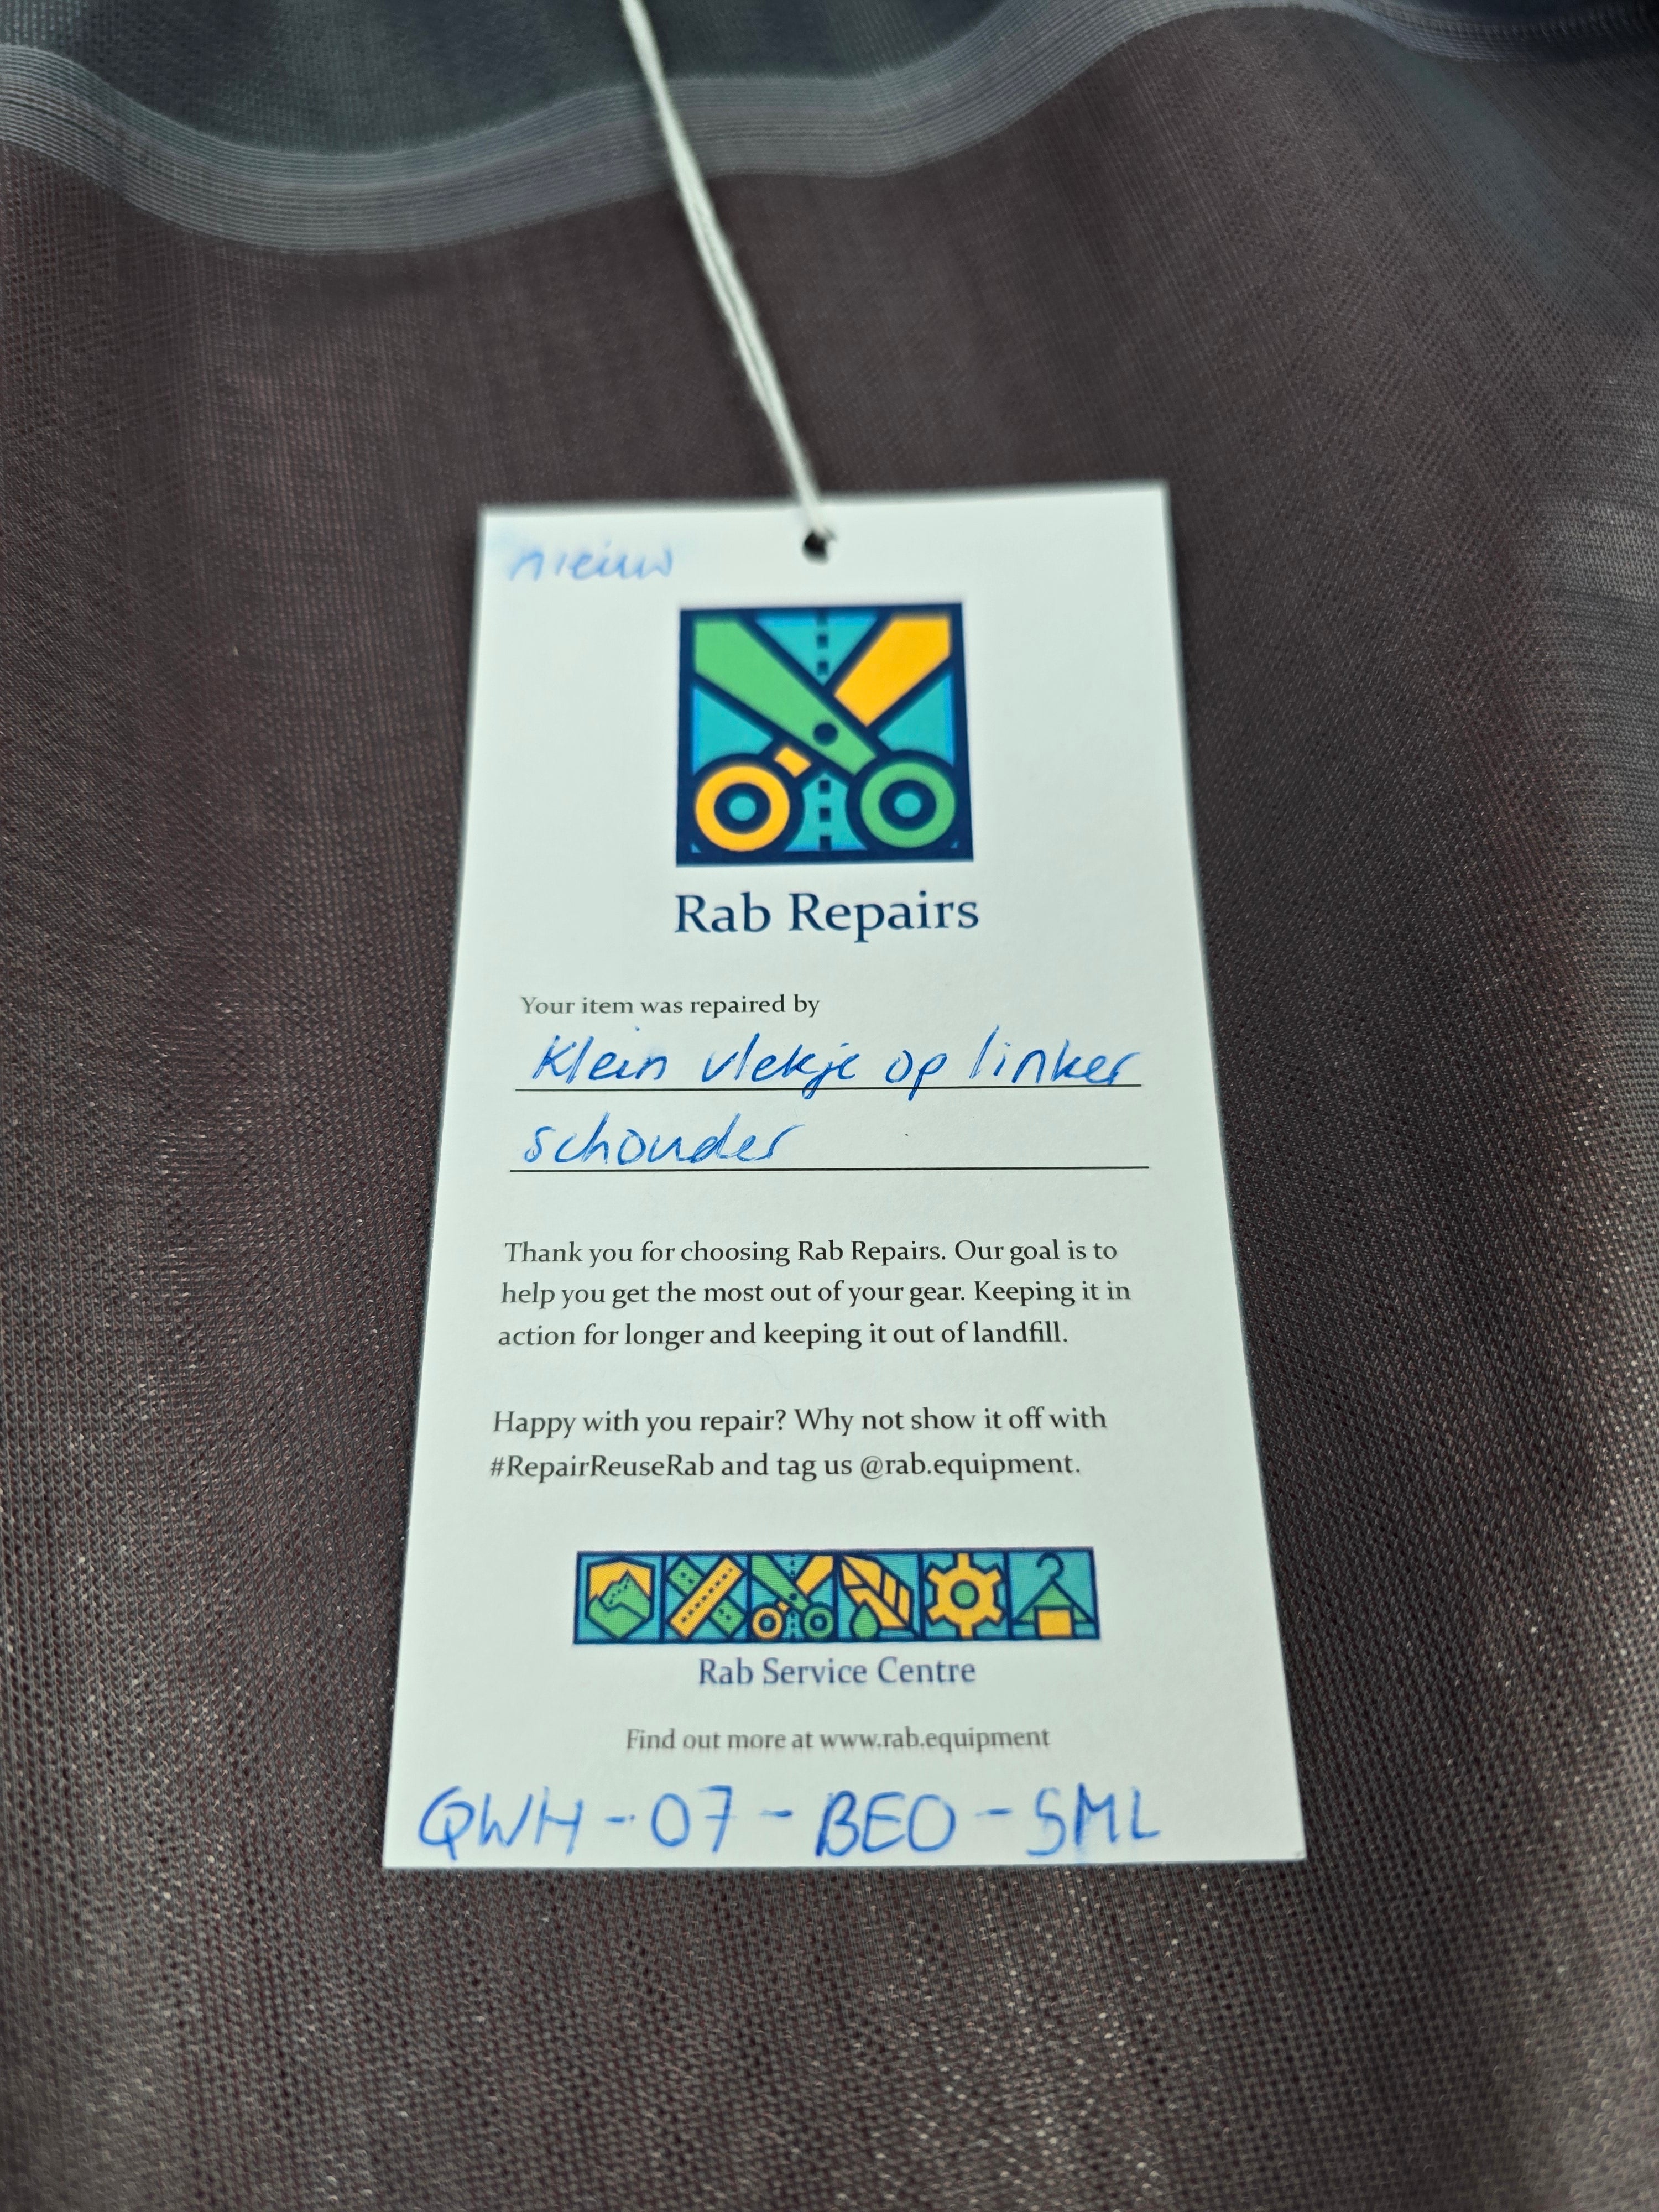 nieuw
Rab Repairs
Your item was repaired by
Klein vlekje op linker
schouder
Thank you for choosing Rab Repairs. Our goal is to
help you get the most out of your gear. Keeping it in
action for longer and keeping it out of landfill.
Happy with you repair? Why not show it off with
#RepairReuseRab and tag us @rab.equipment.
Rab Service Centre
Find out more at www.rab.equipment
QWH-07-BEO-SML